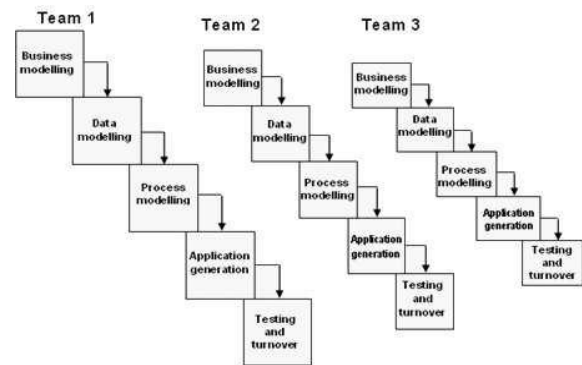 Team 1
Business
modelling
Data
modelling
Process
modelling
Application
generation
Testing
and
turnover
Team 2
Business
modelling
Data
modelling
Process
modelling
Application
generation
Testing
and
turnover
Team 3
Business
modelling
Data
modelling
Process
modelling
Application
generation
Testing
and turnover